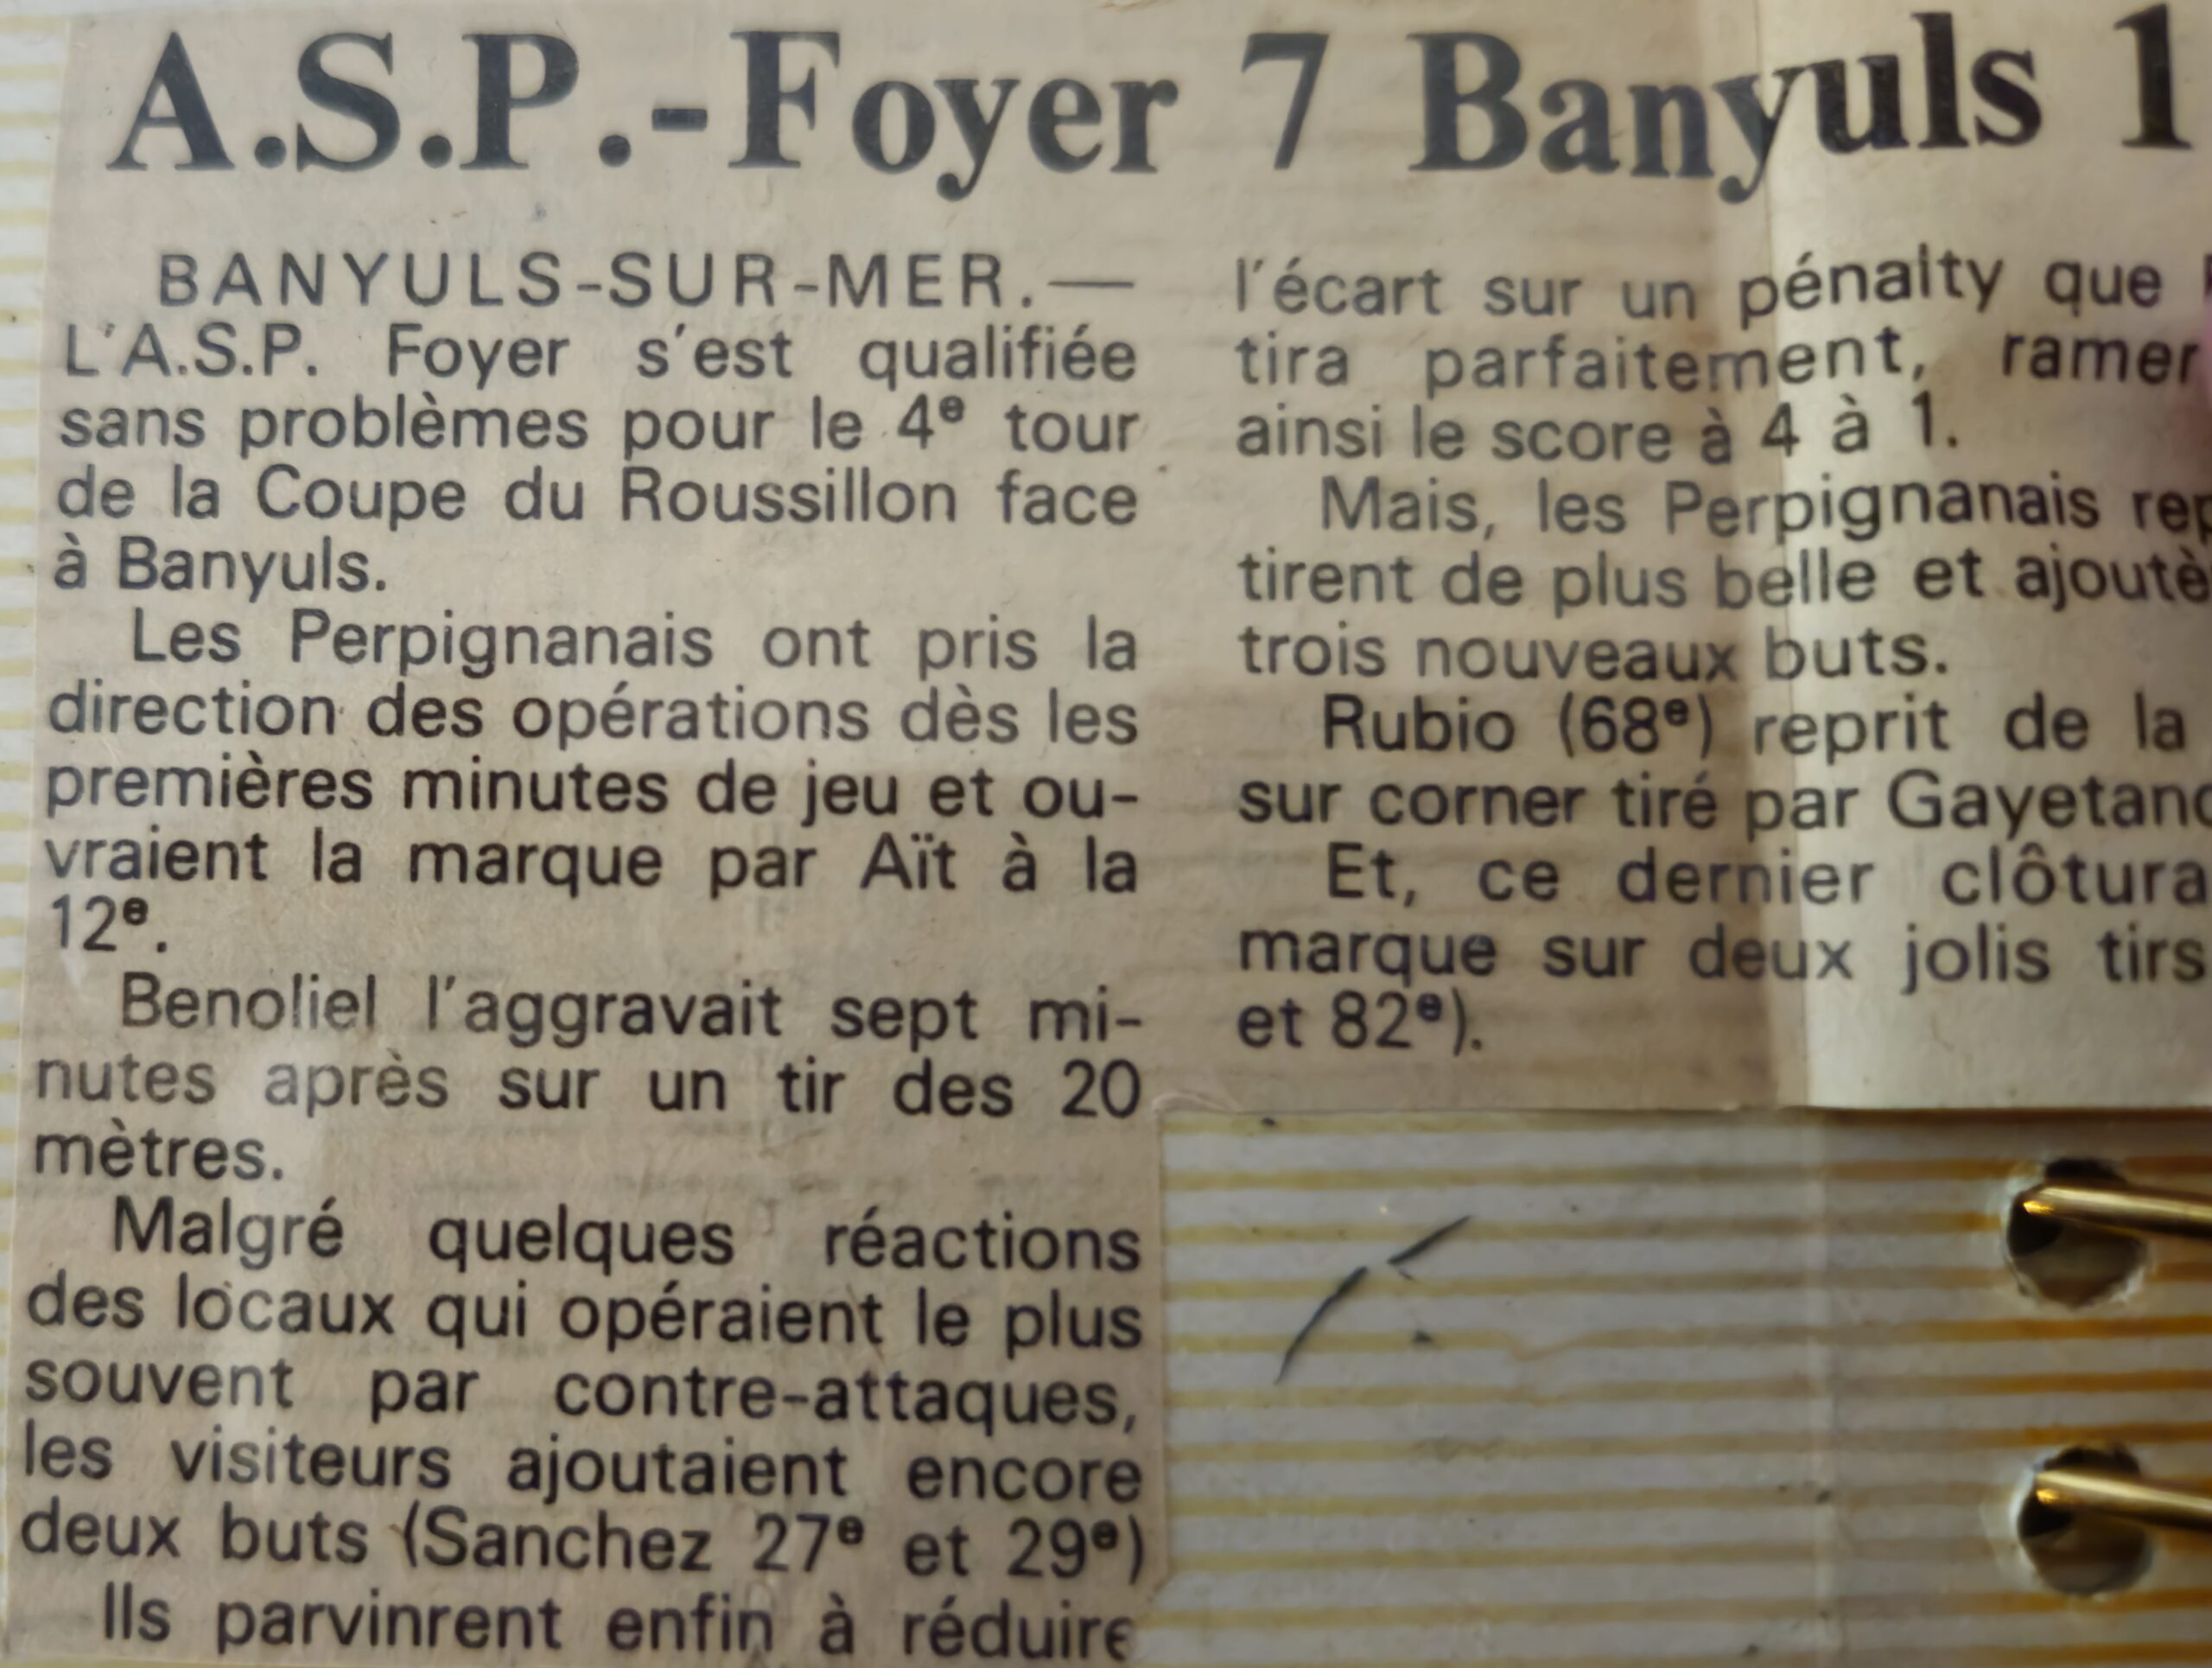 A.S.P.-Foyer 7 Banyuls 1
BANYULS-SUR-MER.—
L'A.S.P. Foyer s'est qualifiée
sans problèmes pour le 4e tour
de la Coupe du Roussillon face
à Banyuls.
Les Perpignanais ont pris la
direction des opérations dès les
premières minutes de jeu et ou-
vraient la marque par Aït à la
12e.
Benoliel l'aggravait sept mi-
nutes après sur un tir des 20
mètres.
Malgré quelques réactions
des locaux qui opéraient le plus
souvent par contre-attaques,
les visiteurs ajoutaient encore
deux buts (Sanchez 27e et 29e)
Ils parvinrent enfin à réduire
l'écart sur un pénalty que
tira parfaitement,
ainsi le score à 4 à 1.
Mais, les Perpignanais
tirent de plus belle et
trois nouveaux buts.
Rubio (68e) reprit de la
sur corner tiré par
Et, ce dernier clôtura
marque sur deux jolis tirs
et 82e).